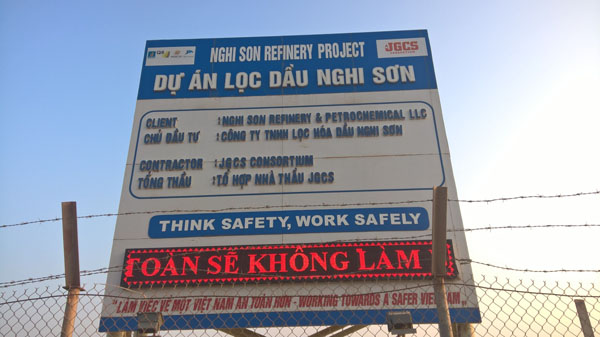 NGHI SON REFINERY PROJECT
JGCS
DỰ ÁN LỌC DẦU NGHI SƠN
CLIENT : NGHI SON REFINERY & PETROCHEMICAL LLC
CHỦ ĐẦU TƯ : CÔNG TY TNHH LỌC HÓA DẦU NGHI SƠN
CONTRACTOR : JGCS CONSORTIUM
TỔNG THẦU : TỔ HỢP NHÀ THẦU JGCS
THINK SAFETY, WORK SAFELY
TOÀN SẼ KHÔNG LÀM
"LÀM VIỆC VÌ MỘT VIỆT NAM AN TOÀN HƠN - WORKING TOWARDS A SAFER VIETNAM